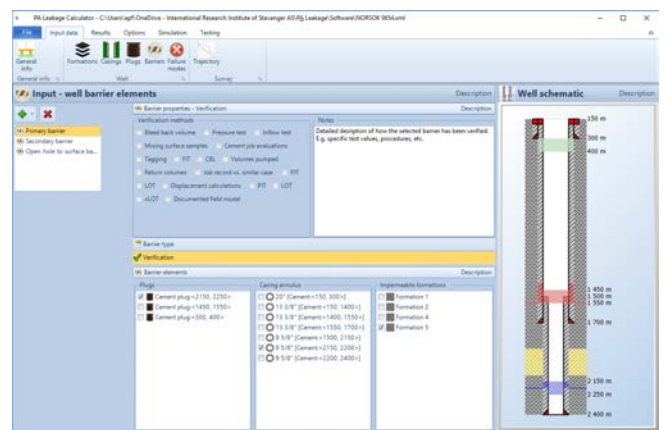 PA Leakage Calculator - C:\Users\epf\OneDrive - International Research Institute of Stavanger AS\P&A Leakage\Software\NORSOK 9654.xml
File Input data Results Options Simulation Testing
General info Formations Casings Plugs Barriers Failure modes Trajectory
General info Well Survey
Input - well barrier elements Description
Primary barrier
Secondary barrier
Open hole to surface ba...
Barrier properties - Verification Description
Verification methods
Bleed back volume Pressure test Inflow test
Mixing surface samples Cement job evaluations
Tagging FIT CBL Volumes pumped
Return volumes Job record vs. similar case FIT
LOT Displacement calculations PIT LOT
xLOT Documented field model
Notes
Detailed description of how the selected barrier has been verified.
E.g. specific test values, procedures, etc.
Barrier type
Verification
Barrier elements Description
Plugs
Cement plug<2150, 2250>
Cement plug<1450, 1550>
Cement plug<300, 400>
Casing annulus
20" [Cement<150, 300>]
13 3/8" [Cement<150, 1400>]
13 3/8" [Cement<1400, 1550>]
13 3/8" [Cement<1550, 1700>]
9 5/8" [Cement<1500, 2150>]
9 5/8" [Cement<2150, 2200>]
9 5/8" [Cement<2200, 2400>]
Impermeable formations
Formation 1
Formation 2
Formation 4
Formation 5
Well schematic Description
150 m
300 m
400 m
1 450 m
1 500 m
1 550 m
1 700 m
2 150 m
2 250 m
2 400 m